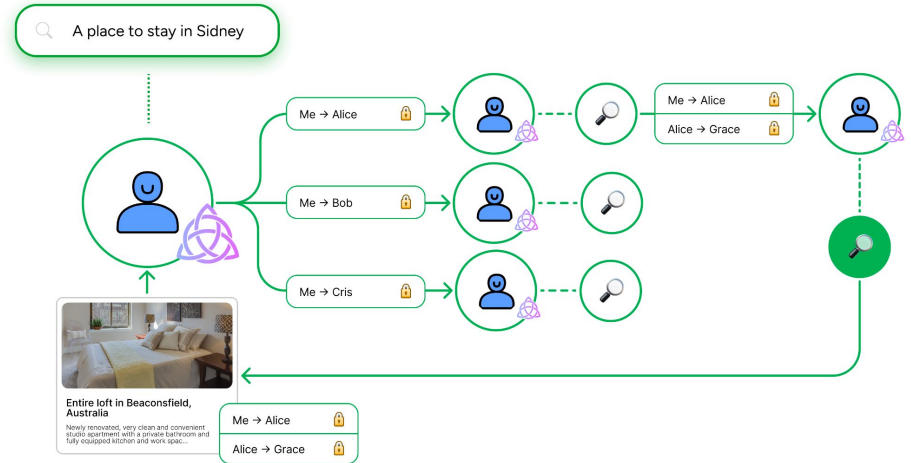 A place to stay in Sidney
Me → Alice
Me → Alice
Alice → Grace
Me → Bob
Me → Cris
Entire loft in Beaconsfield,
Australia
Newly renovated, very clean and convenient
studio apartment with a private bathroom and
fully equipped kitchen and work spac...
Me → Alice
Alice → Grace